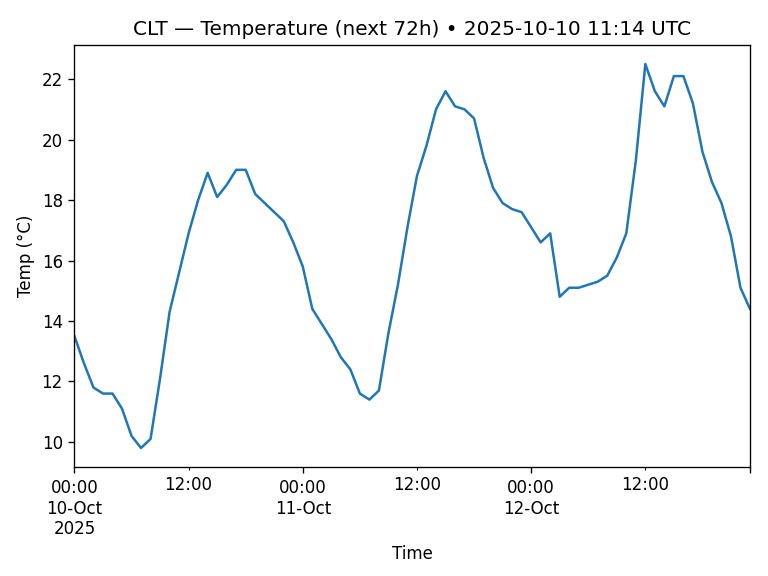 CLT — Temperature (next 72h) • 2025-10-10 11:14 UTC
Temp (°C)
22
20
18
16
14
12
10
00:00 12:00 00:00 12:00 00:00 12:00
10-Oct 11-Oct 12-Oct
2025
Time